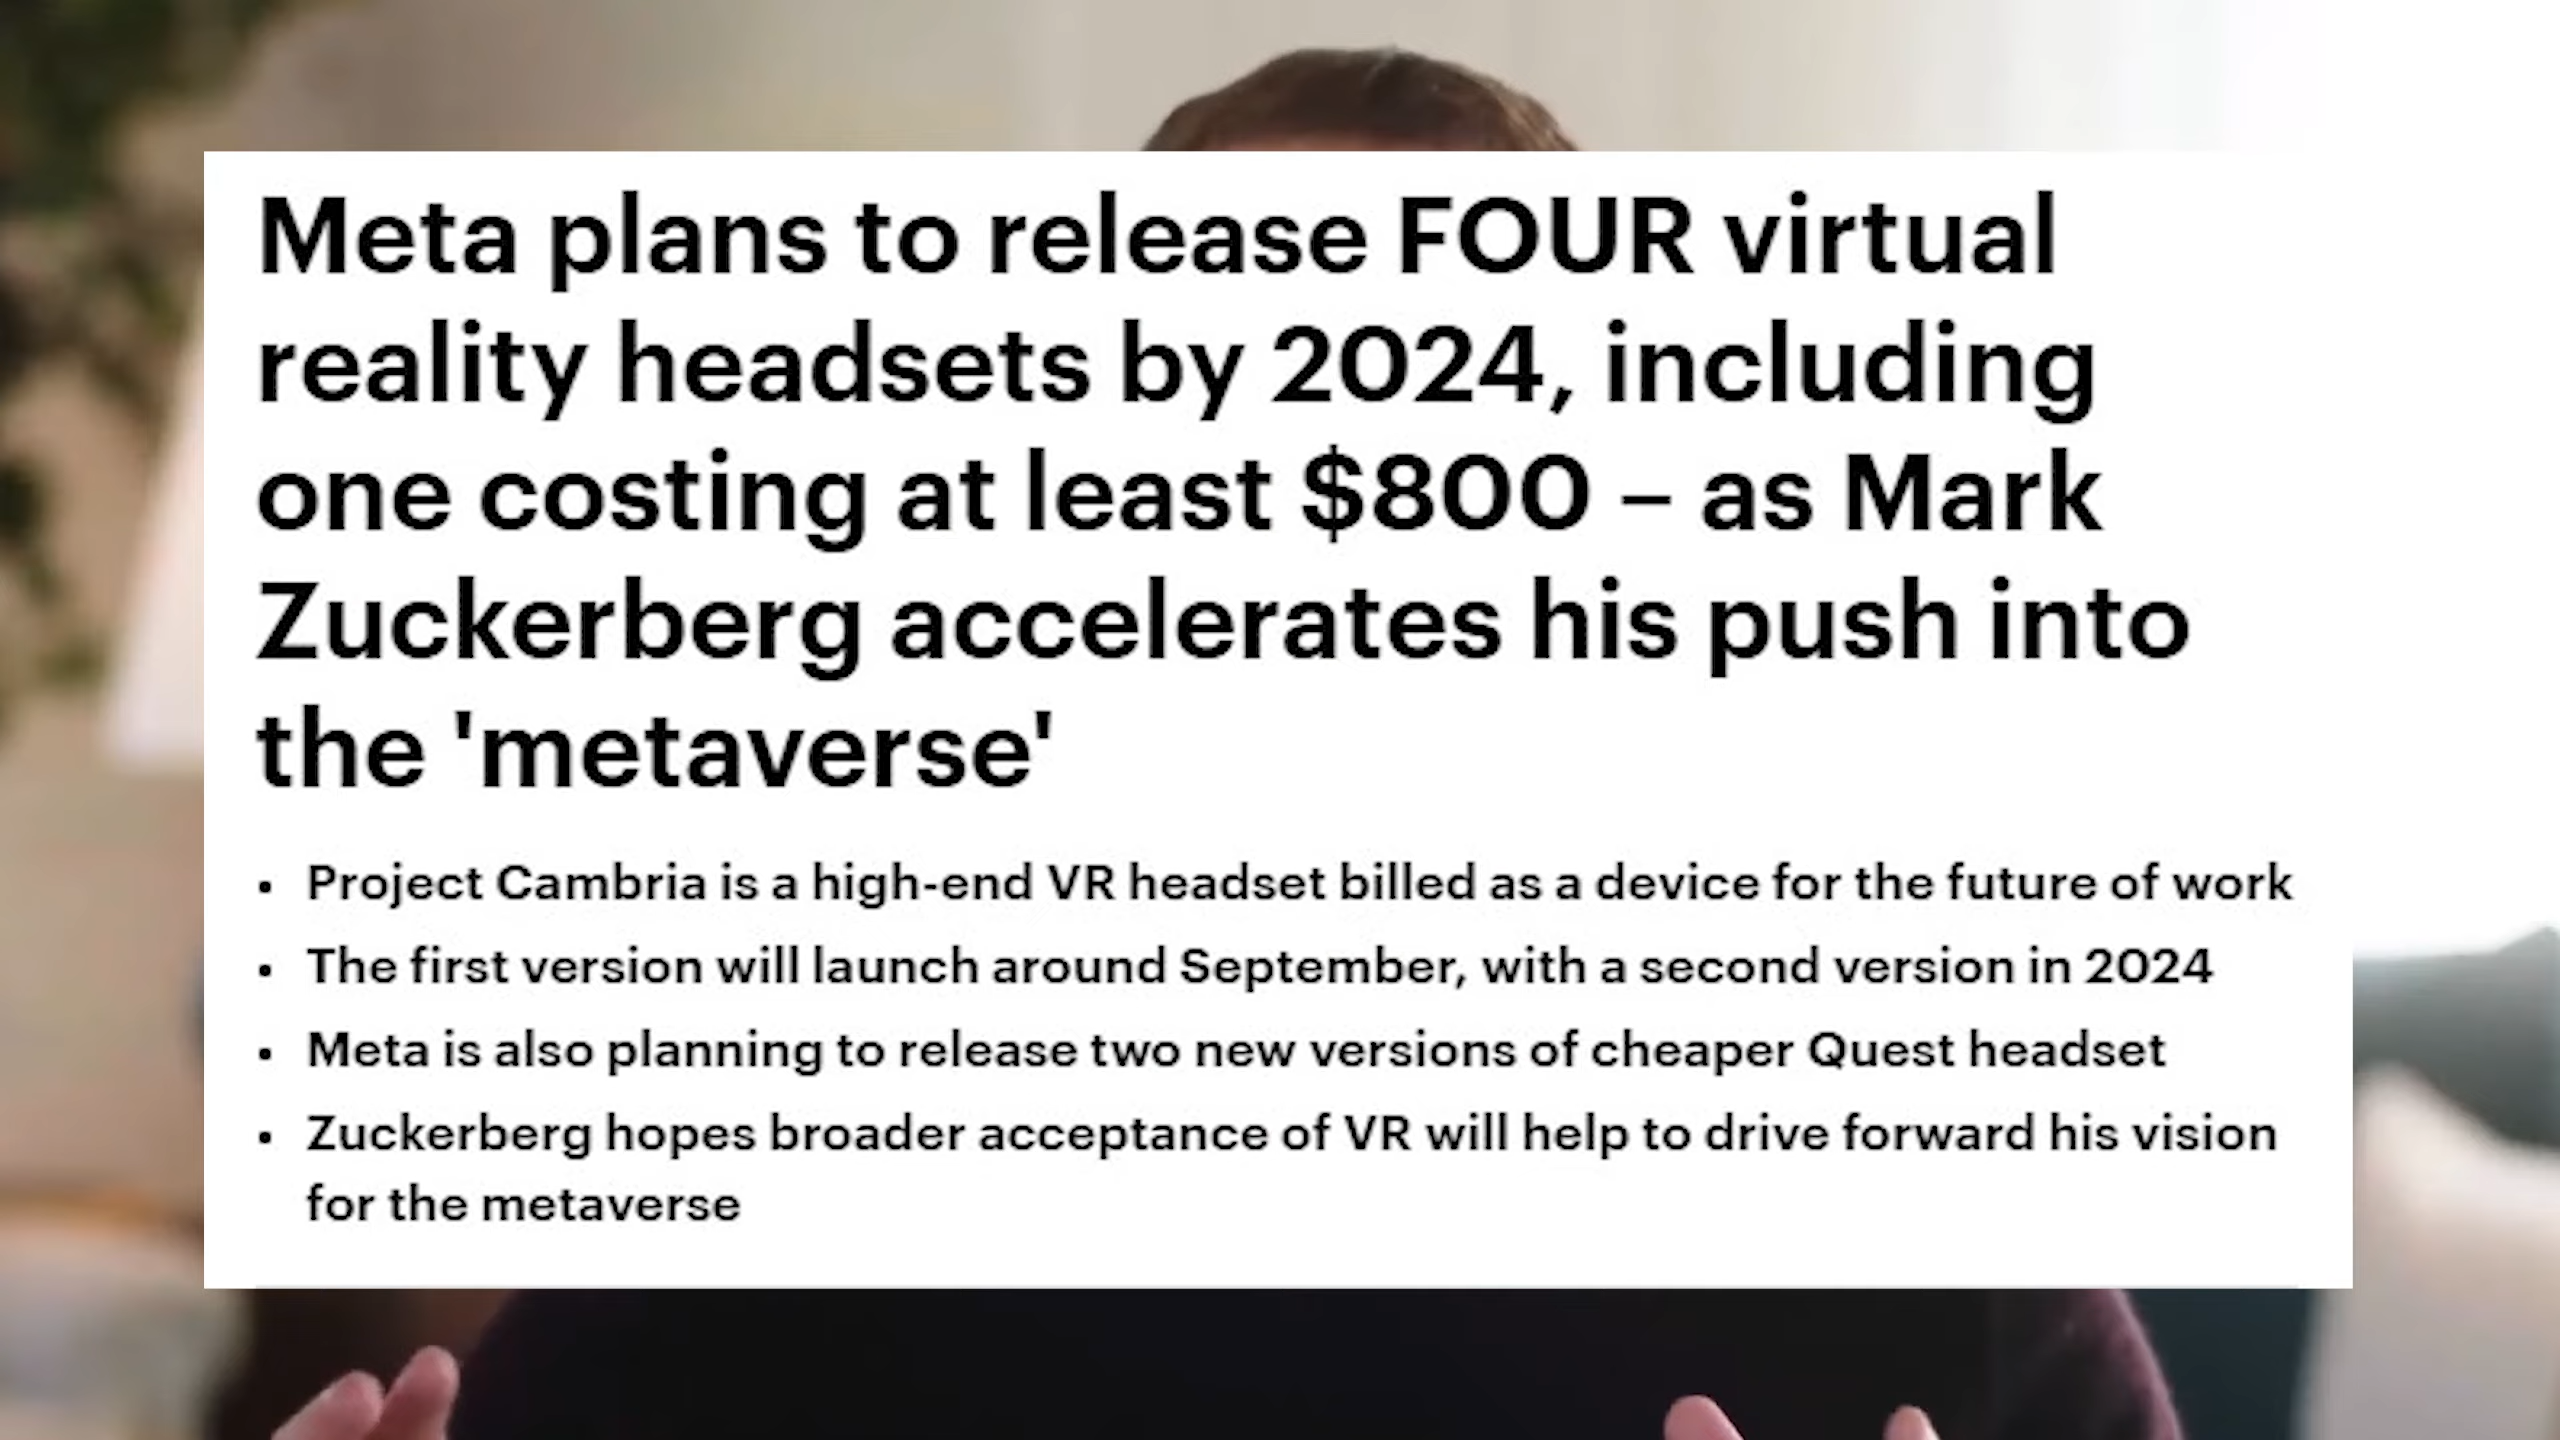 Meta plans to release FOUR virtual
reality headsets by 2024, including
one costing at least $800 – as Mark
Zuckerberg accelerates his push into
the 'metaverse'
• Project Cambria is a high-end VR headset billed as a device for the future of work
• The first version will launch around September, with a second version in 2024
• Meta is also planning to release two new versions of cheaper Quest headset
• Zuckerberg hopes broader acceptance of VR will help to drive forward his vision
for the metaverse